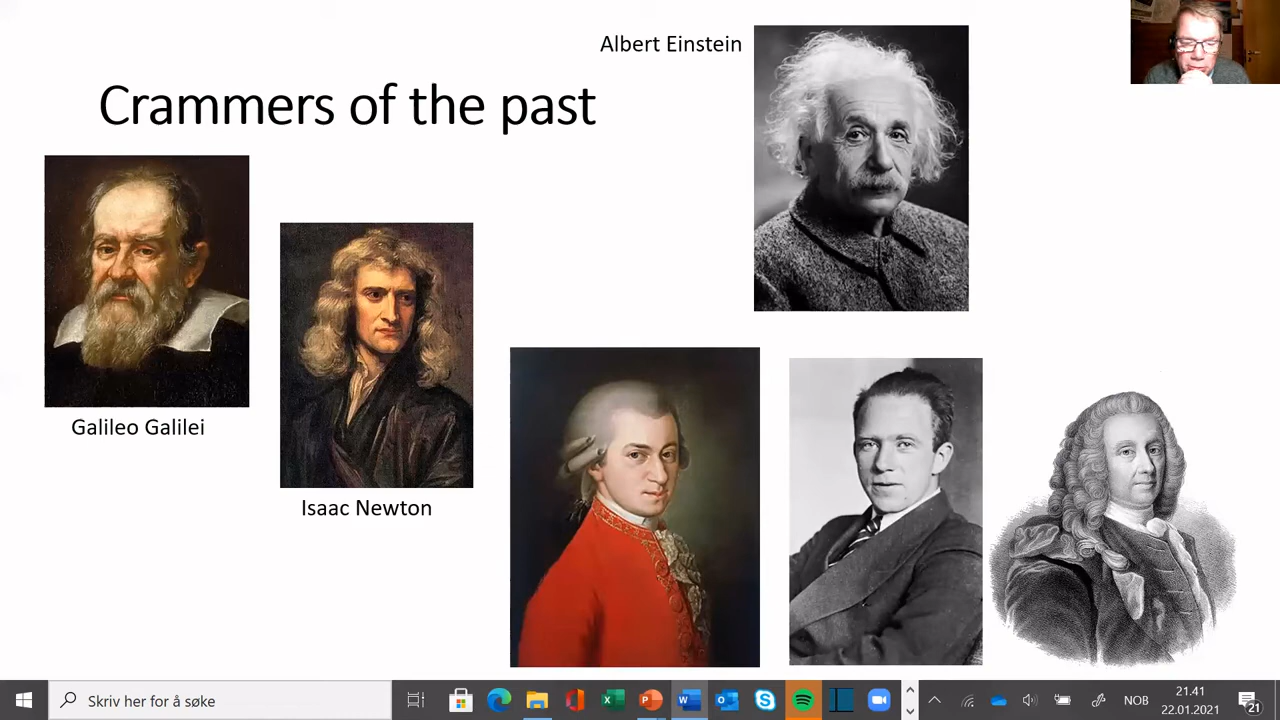 Albert Einstein
Crammers of the past
Galileo Galilei
Isaac Newton
Skriv her for å søke
NOB
21.41
22.01.2021
21